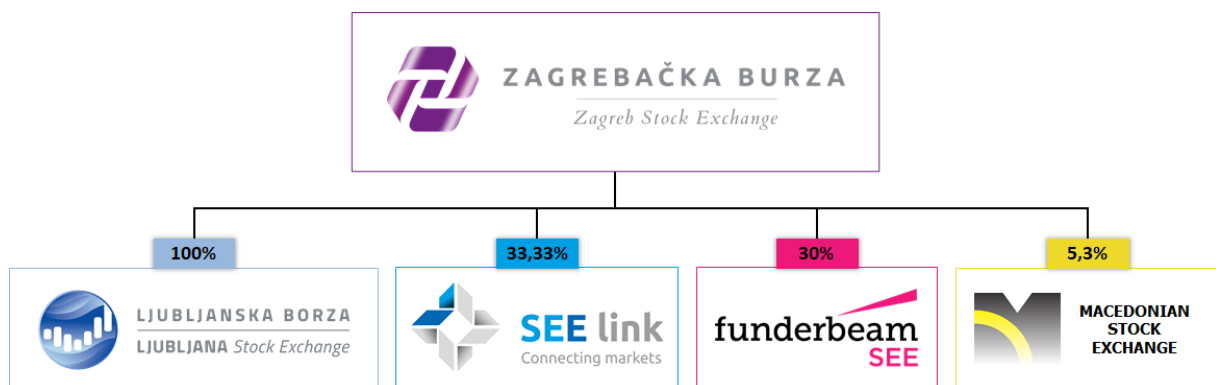 ZAGREBAČKA BURZA
Zagreb Stock Exchange
100%
33,33%
30%
5,3%
LJUBLJANSKA BORZA
LJUBLJANA Stock Exchange
SEE link
Connecting markets
funderbeam
SEE
MACEDONIAN
STOCK
EXCHANGE